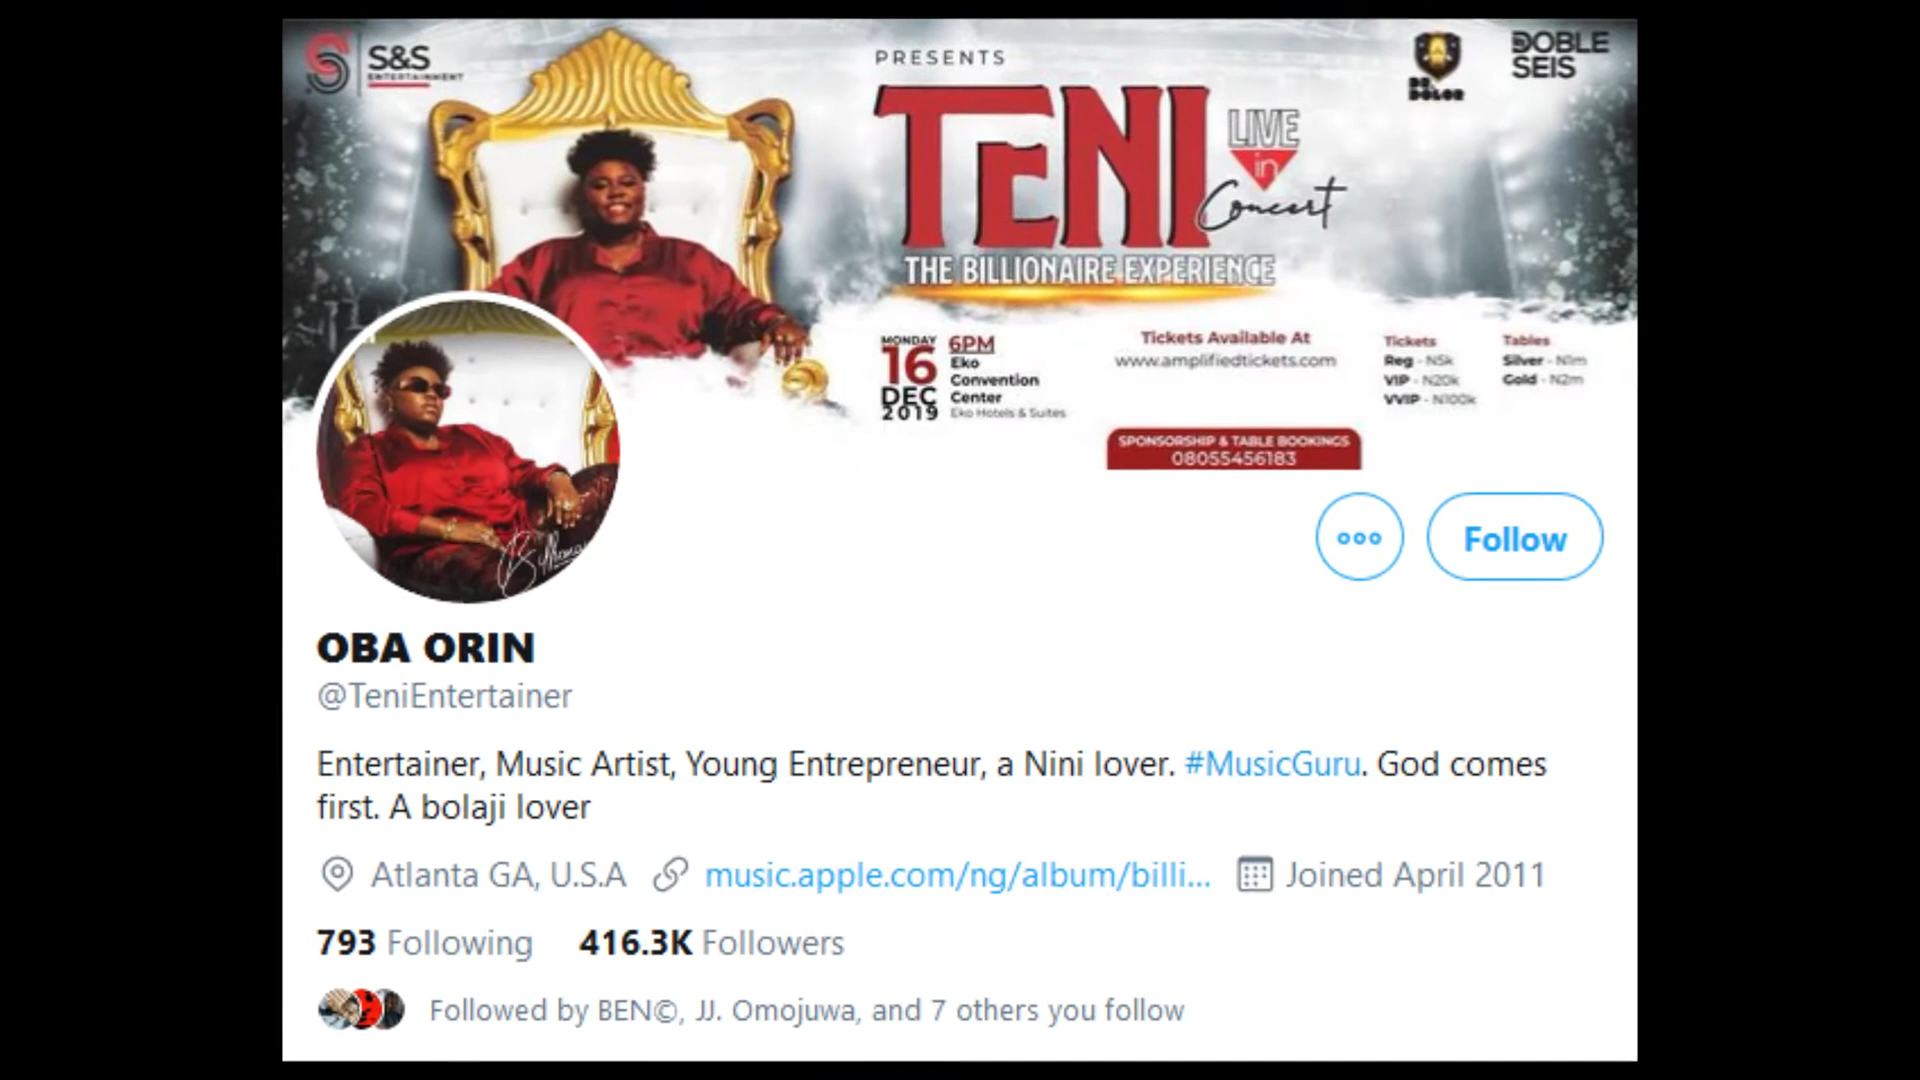 S&S
ENTERTAINMENT
PRESENTS
TENI
LIVE
in
Concert
THE BILLIONAIRE EXPERIENCE
DR. DOLOR
DOBLE
SEIS
MONDAY
16
DEC
2019
6PM
Eko
Convention
Center
Eko Hotels & Suites
Tickets Available At
www.amplifiedtickets.com
Tickets
Reg - N5k
VIP - N20k
VVIP - N100k
Tables
Silver - N1m
Gold - N2m
SPONSORSHIP & TABLE BOOKINGS
08055456183
Follow
OBA ORIN
@TeniEntertainer
Entertainer, Music Artist, Young Entrepreneur, a Nini lover. #MusicGuru. God comes
first. A bolaji lover
Atlanta GA, U.S.A music.apple.com/ng/album/billi... Joined April 2011
793 Following 416.3K Followers
Followed by BEN©, JJ. Omojuwa, and 7 others you follow